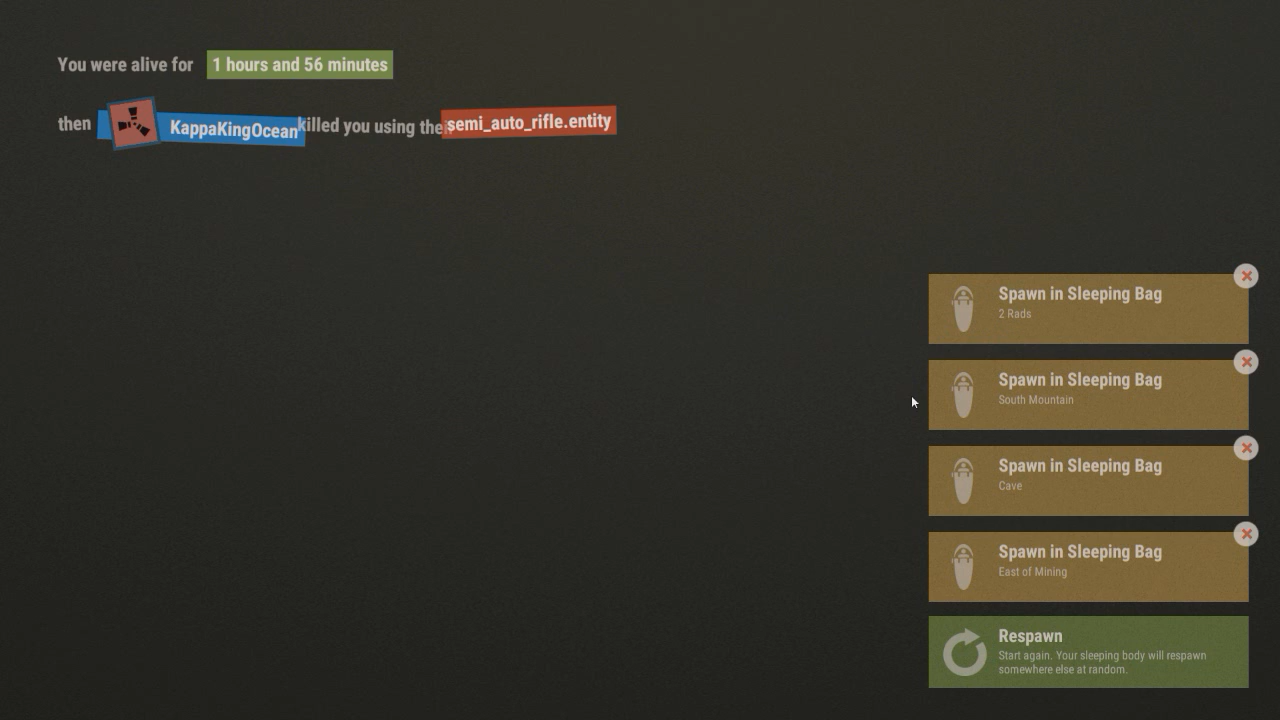 You were alive for 1 hours and 56 minutes
then KappaKingOcean killed you using the semi_auto_rifle.entity
Spawn in Sleeping Bag
2 Rads
Spawn in Sleeping Bag
South Mountain
Spawn in Sleeping Bag
Cave
Spawn in Sleeping Bag
East of Mining
Respawn
Start again. Your sleeping body will respawn
somewhere else at random.